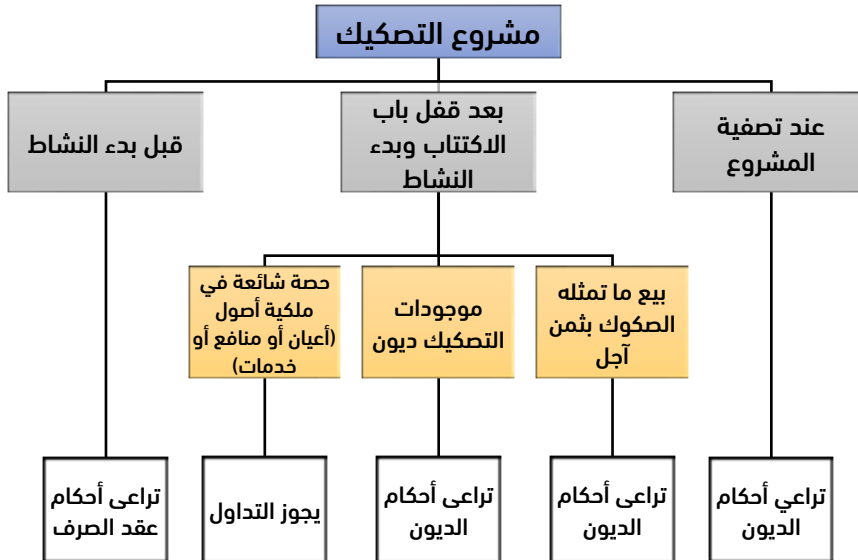 مشروع التصكيك
عند تصفية
المشروع
بعد قفل باب
الاكتتاب وبدء
النشاط
قبل بدء النشاط
بيع ما تمثله
الصكوك بثمن
آجل
موجودات
التصكيك ديون
حصة شائعة في
ملكية أصول
(أعيان أو منافع أو
خدمات)
تراعي أحكام
الديون
تراعى أحكام
الديون
تراعى أحكام
الديون
يجوز التداول
تراعى أحكام
عقد الصرف